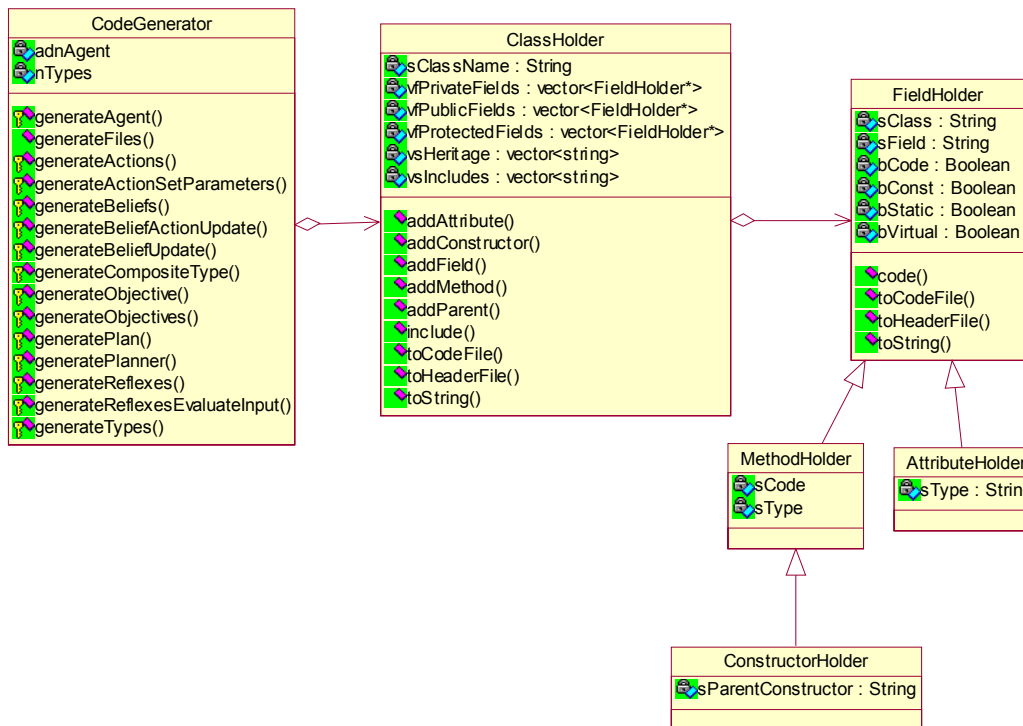 CodeGenerator
adnAgent
nTypes
generateAgent()
generateFiles()
generateActions()
generateActionSetParameters()
generateBeliefs()
generateBeliefActionUpdate()
generateBeliefUpdate()
generateCompositeType()
generateObjective()
generateObjectives()
generatePlan()
generatePlanner()
generateReflexes()
generateReflexesEvaluateInput()
generateTypes()
ClassHolder
sClassName : String
vfPrivateFields : vector<FieldHolder*>
vfPublicFields : vector<FieldHolder*>
vfProtectedFields : vector<FieldHolder*>
vsHeritage : vector<string>
vsIncludes : vector<string>
addAttribute()
addConstructor()
addField()
addMethod()
addParent()
include()
toCodeFile()
toHeaderFile()
toString()
FieldHolder
sClass : String
sField : String
bCode : Boolean
bConst : Boolean
bStatic : Boolean
bVirtual : Boolean
code()
toCodeFile()
toHeaderFile()
toString()
MethodHolder
sCode
sType
AttributeHolder
sType : Strin
ConstructorHolder
sParentConstructor : String